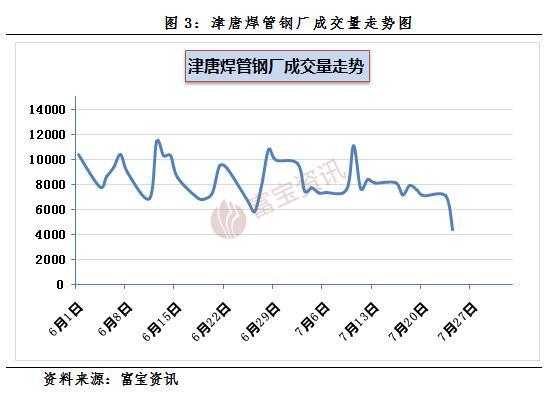 图 3：津唐焊管钢厂成交量走势图
津唐焊管钢厂成交量走势
14000
12000
10000
8000
6000
4000
2000
0
6月1日
6月8日
6月15日
6月22日
6月29日
7月6日
7月13日
7月20日
7月27日
富宝资讯
资料来源：富宝资讯